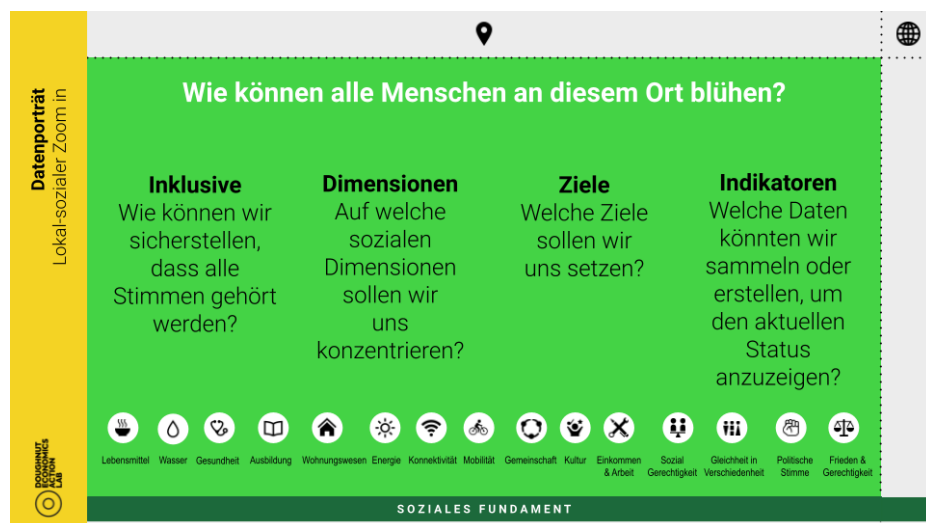 Datenporträt
Lokal-sozialer Zoom in
Wie können alle Menschen an diesem Ort blühen?
Inklusive
Wie können wir
sicherstellen,
dass alle
Stimmen gehört
werden?
Dimensionen
Auf welche
sozialen
Dimensionen
sollen wir
uns
konzentrieren?
Ziele
Welche Ziele
sollen wir
uns setzen?
Indikatoren
Welche Daten
könnten wir
sammeln oder
erstellen, um
den aktuellen
Status
anzuzeigen?
Lebensmittel
Wasser
Gesundheit
Ausbildung
Wohnungswesen
Energie
Konnektivität
Mobilität
Gemeinschaft
Kultur
Einkommen
& Arbeit
Sozial
Gerechtigkeit
Gleichheit in
Verschiedenheit
Politische
Stimme
Frieden &
Gerechtigkeit
DOUGHNUT
ECONOMICS
ACTION
LAB
SOZIALES FUNDAMENT